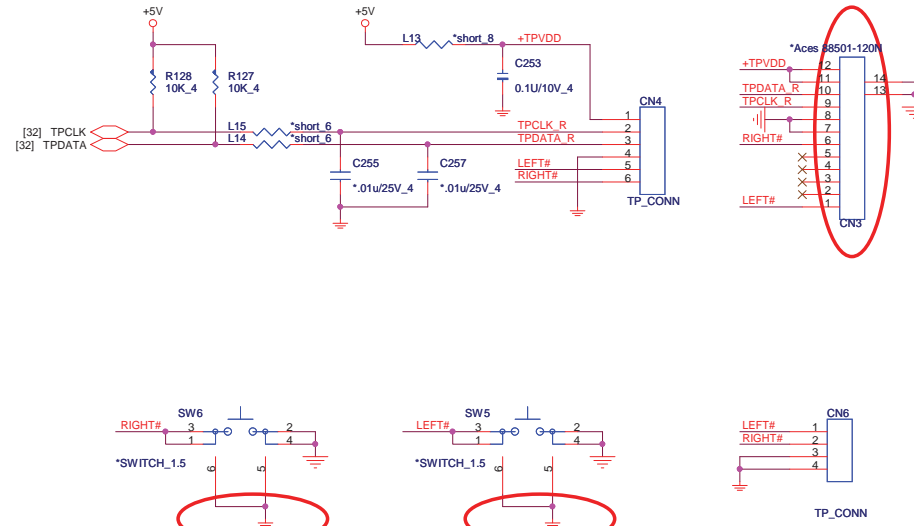 +5V
+5V
L13 *short_8 +TPVDD
*Aces 88501-120N
R128
10K_4
R127
10K_4
C253
0.1U/10V_4
+TPVDD
TPDATA_R
TPCLK_R
RIGHT#
LEFT#
12
11
10
9
8
7
6
5
4
3
2
1
14
13
CN3
CN4
1
2
3
4
5
6
TP_CONN
[32] TPCLK
[32] TPDATA
L15 *short_6 TPCLK_R
L14 *short_6 TPDATA_R
C255
*.01u/25V_4
C257
*.01u/25V_4
LEFT#
RIGHT#
SW6
RIGHT# 3 2
1 4
*SWITCH_1.5
6 5
SW5
LEFT# 3 2
1 4
*SWITCH_1.5
6 5
CN6
LEFT# 1
RIGHT# 2
3
4
TP_CONN